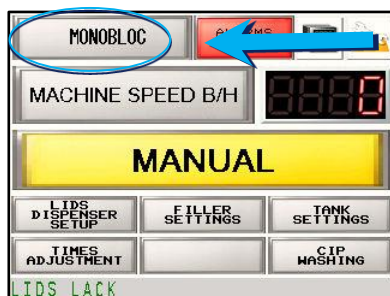 MONOBLOC
MACHINE SPEED B/H
0
MANUAL
LIDS
DISPENSER
SETUP
FILLER
SETTINGS
TANK
SETTINGS
TIMES
ADJUSTMENT
CIP
WASHING
LIDS LACK